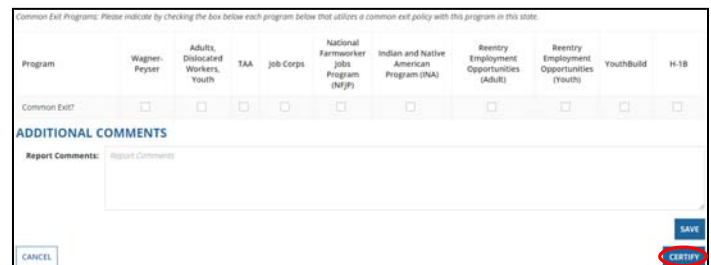 Common Exit Programs: Please indicate by checking the box below each program below that utilizes a common exit policy with this program in this state.
Program
Wagner-Peyser
Adults, Dislocated Workers, Youth
TAA
Job Corps
National Farmworker Jobs Program (NFJP)
Indian and Native American Program (INA)
Reentry Employment Opportunities (Adult)
Reentry Employment Opportunities (Youth)
YouthBuild
H-1B
Common Exit?
ADDITIONAL COMMENTS
Report Comments:
Report Comments
SAVE
CANCEL
CERTIFY